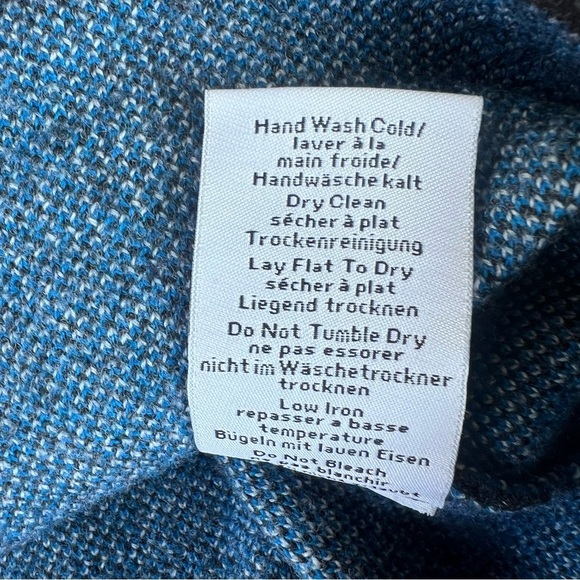 Hand Wash Cold/
laver à la
main froide/
Handwäsche kalt
Dry Clean
sécher à plat
Trockenreinigung
Lay Flat To Dry
sécher à plat
Liegend trocknen
Do Not Tumble Dry
ne pas essorer
nicht im Wäschetrockner
trocknen
Low Iron
repasser a basse
temperature
Bügeln mit lauen Eisen
Do Not Bleach
pas blanchir